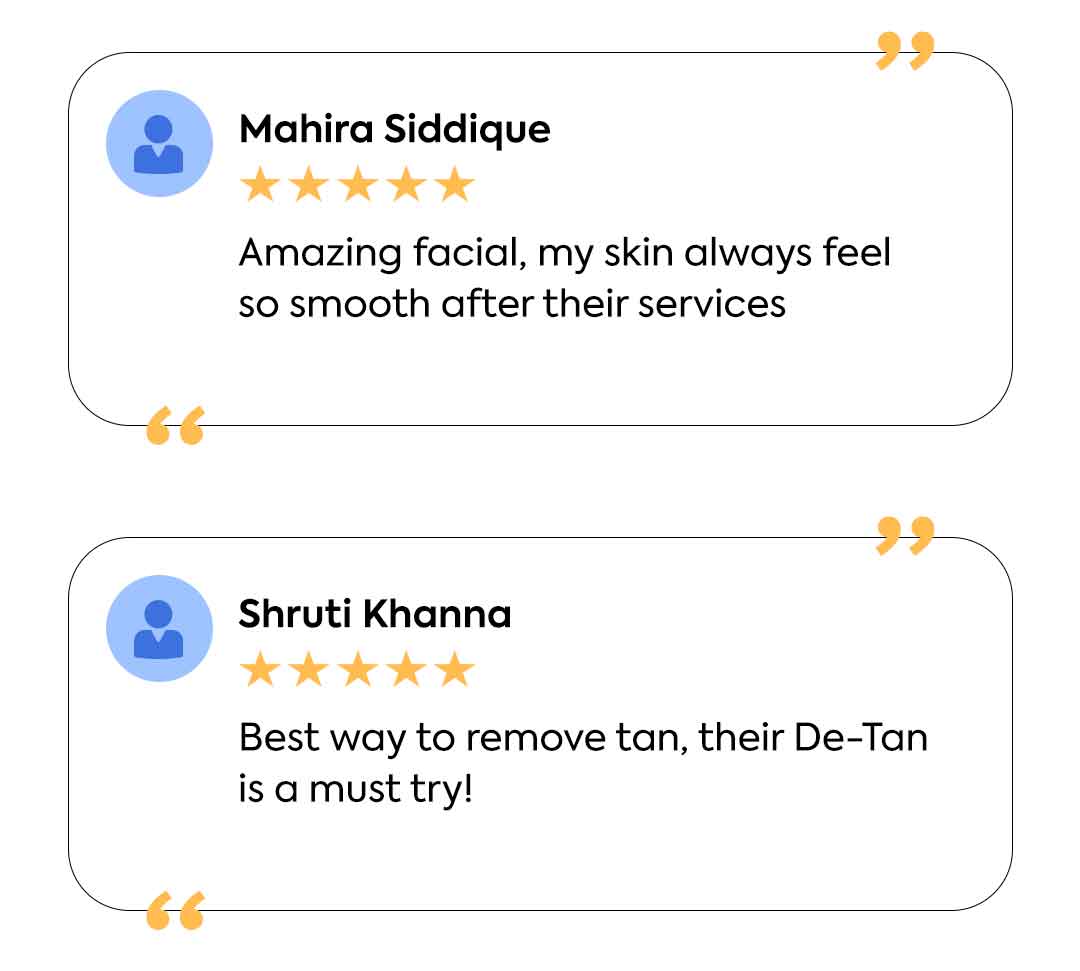 Mahira Siddique
Amazing facial, my skin always feel
so smooth after their services
Shruti Khanna
Best way to remove tan, their De-Tan
is a must try!